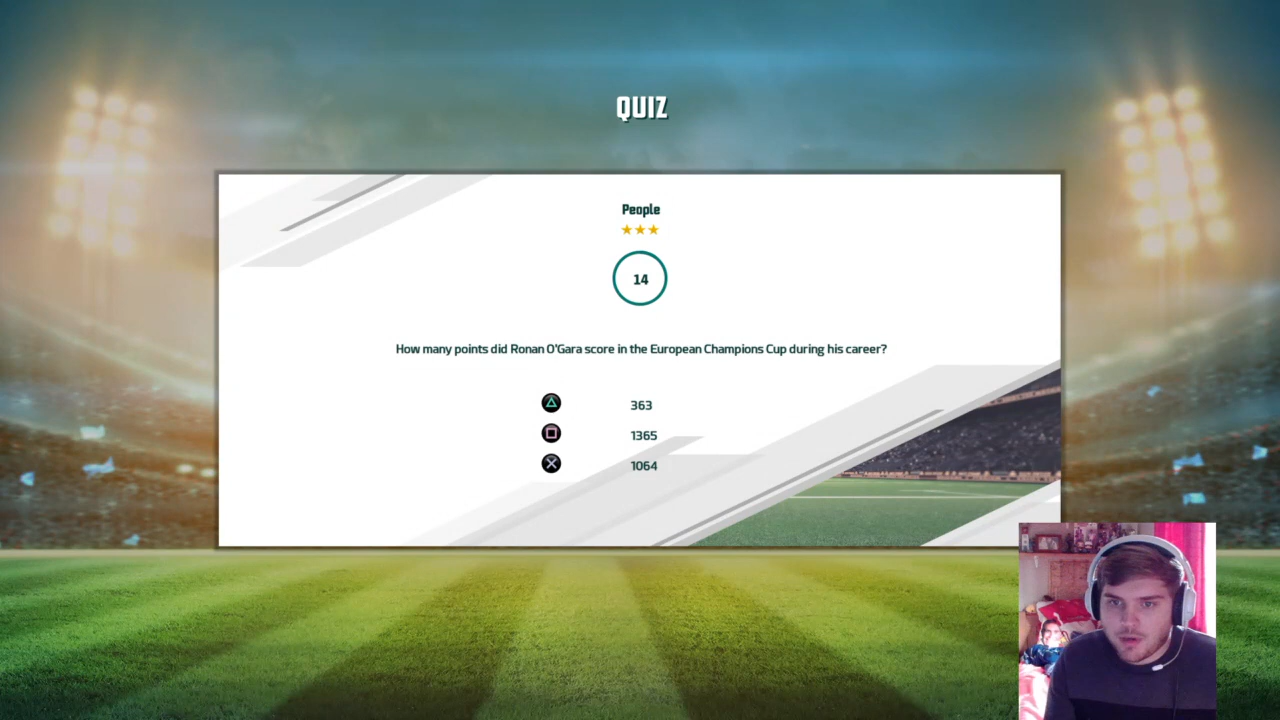 QUIZ
People
14
How many points did Ronan O'Gara score in the European Champions Cup during his career?
363
1365
1064